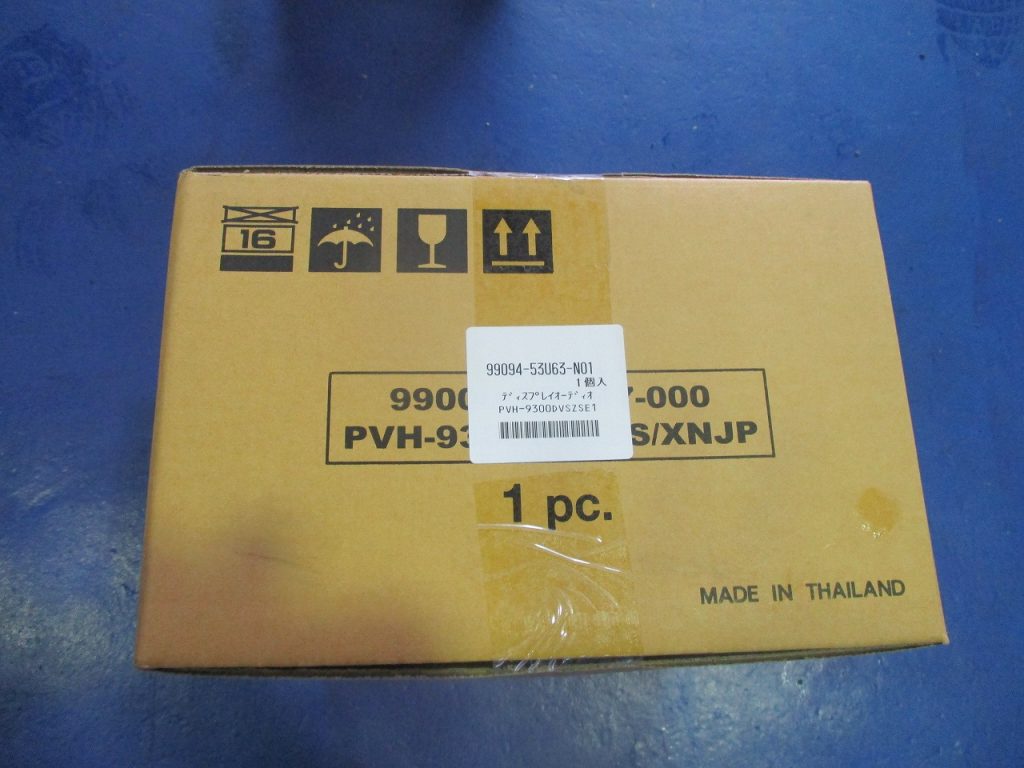 16
99094-53U63-N01
1個入
ディスプレイオーディオ
PVH-9300DVSZSE1
9900 7-000
PVH-93 S/XNJP
1 pc.
MADE IN THAILAND